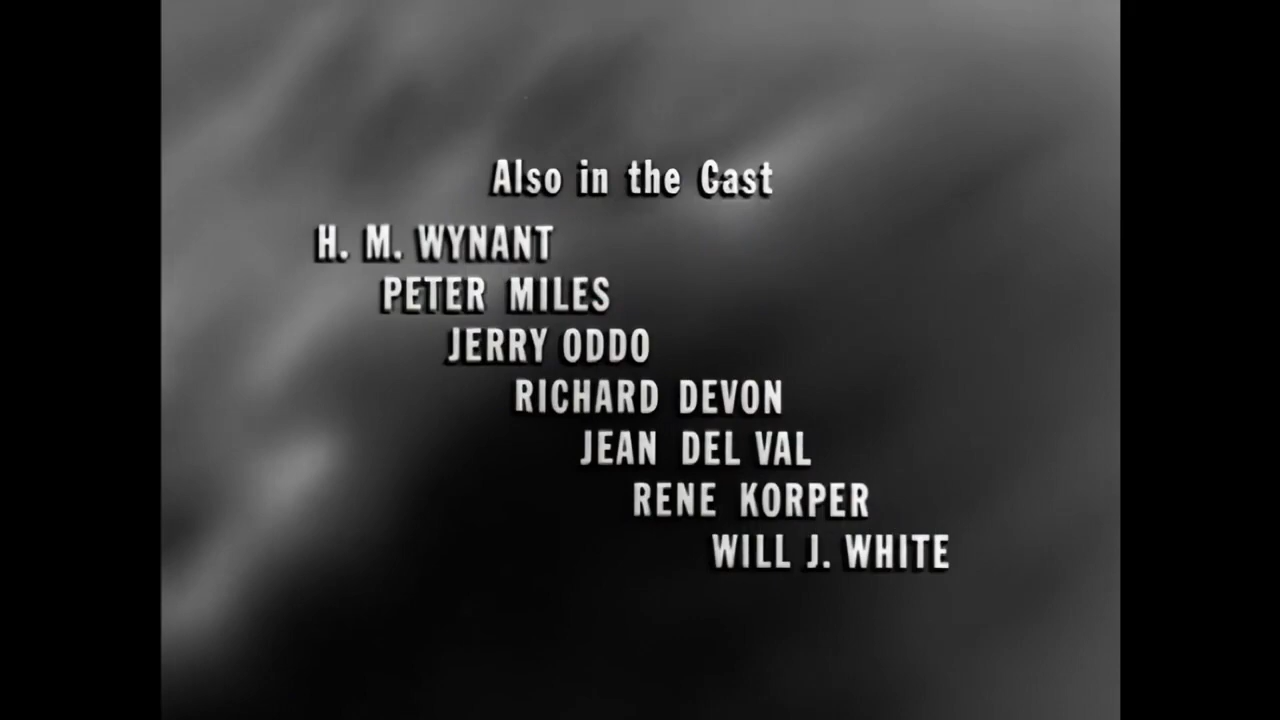 Also in the Cast
H. M. WYNANT
PETER MILES
JERRY ODDO
RICHARD DEVON
JEAN DEL VAL
RENE KORPER
WILL J. WHITE